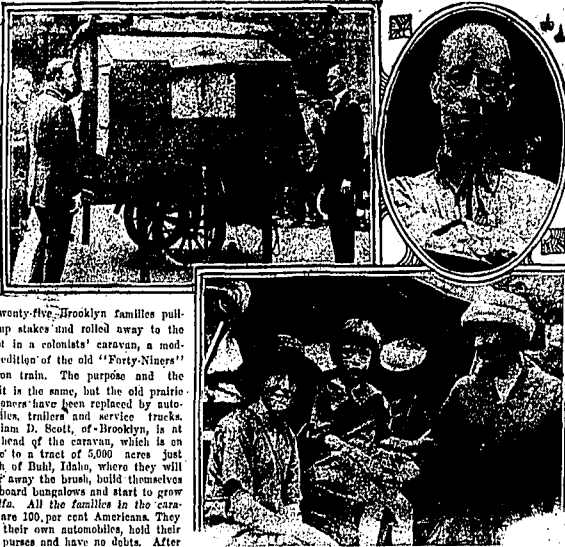 twenty-five Brooklyn families pull-
up stakes and rolled away to the
t in a colonists' caravan, a mod-
edition of the old "Forty-Niners"
on train. The purpose and the
it is the same, but the old prairie
oners have been replaced by auto-
iles, trailers and service trucks.
iam D. Scott, of Brooklyn, is at
head of the caravan, which is on
to a tract of 5,000 acres just
h of Buhl, Idaho, where they will
away the brush, build themselves
board bungalows and start to grow
lfa. All the families in the cara-
are 100 per cent Americans. They
their own automobiles, hold their
purses and have no debts. After